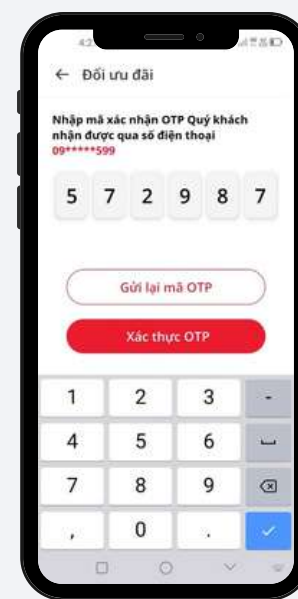 ← Đổi ưu đãi
Nhập mã xác nhận OTP Quý khách
nhận được qua số điện thoại
09*****599
5 7 2 9 8 7
Gửi lại mã OTP
Xác thực OTP
1 2 3 -
4 5 6
7 8 9
, 0 .